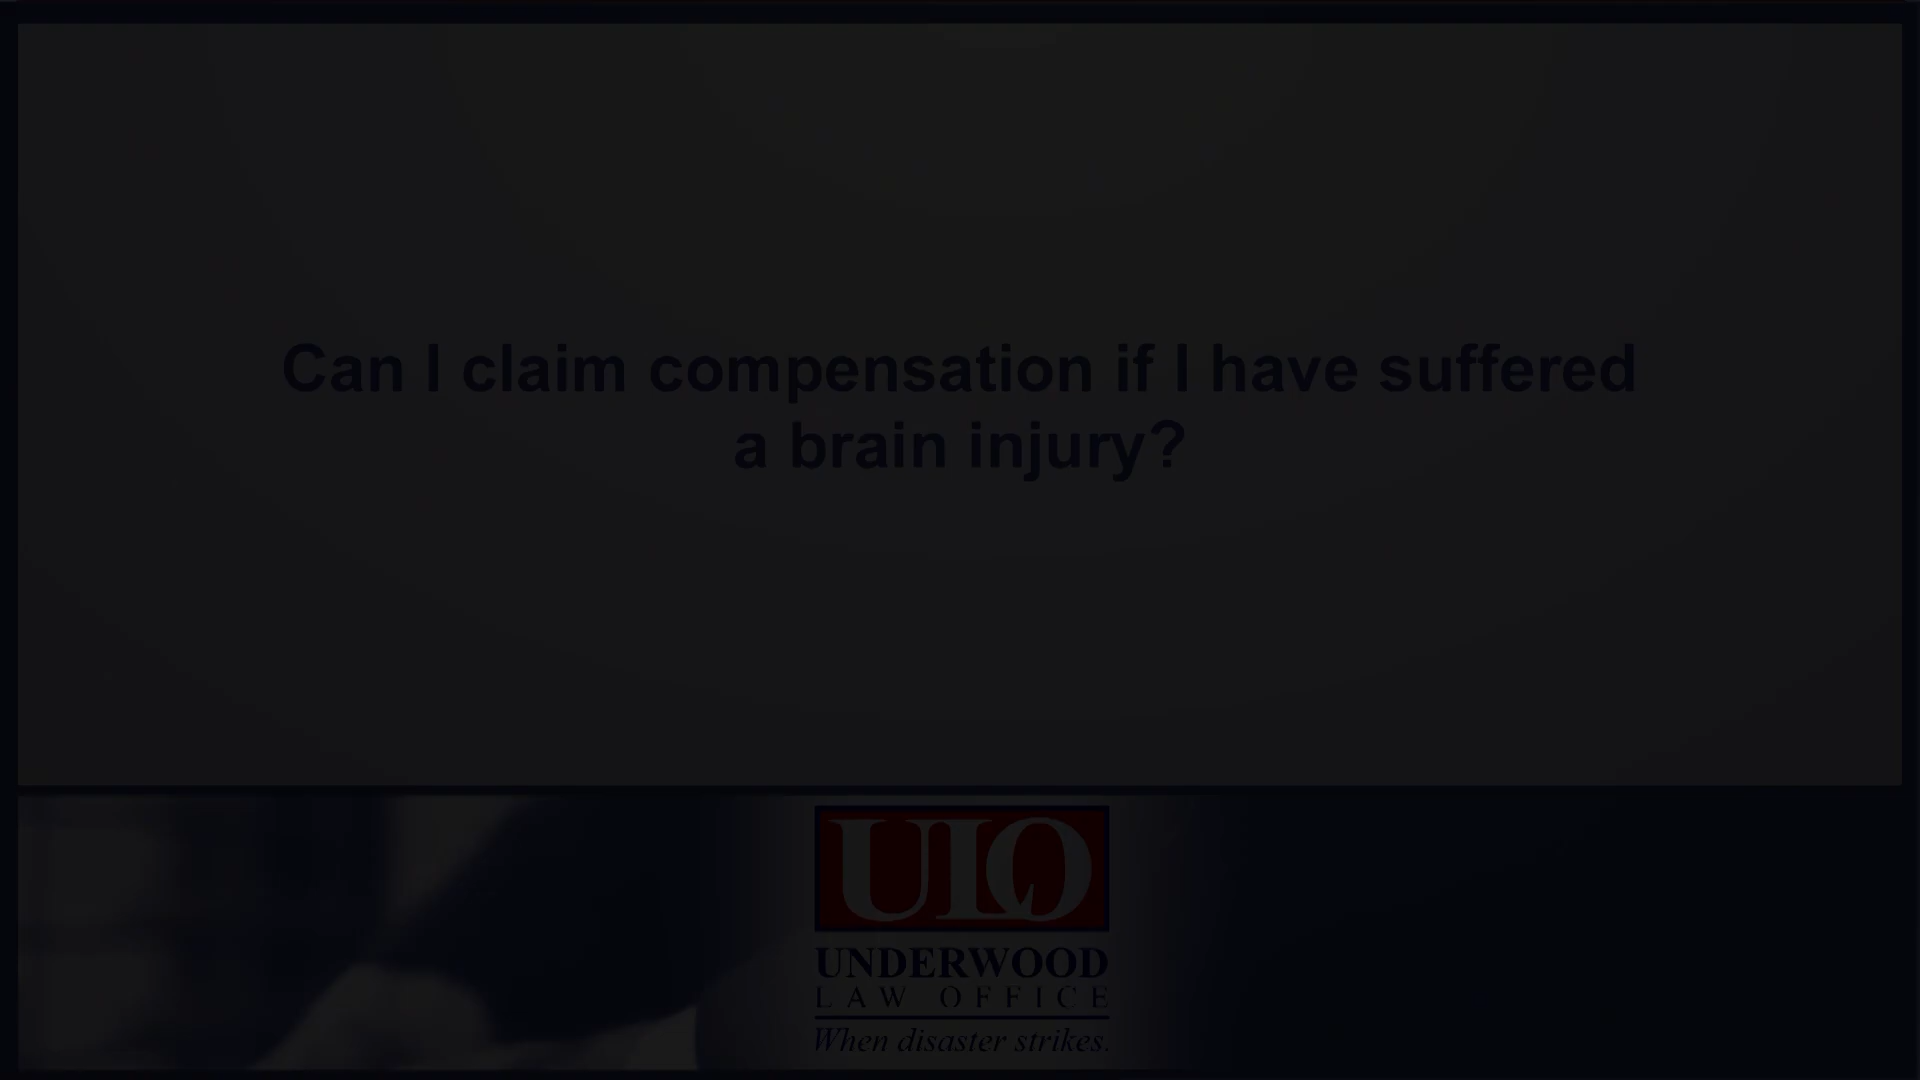 Can I claim compensation if I have suffered
a brain injury?
ULO
UNDERWOOD
LAW OFFICE
When disaster strikes.